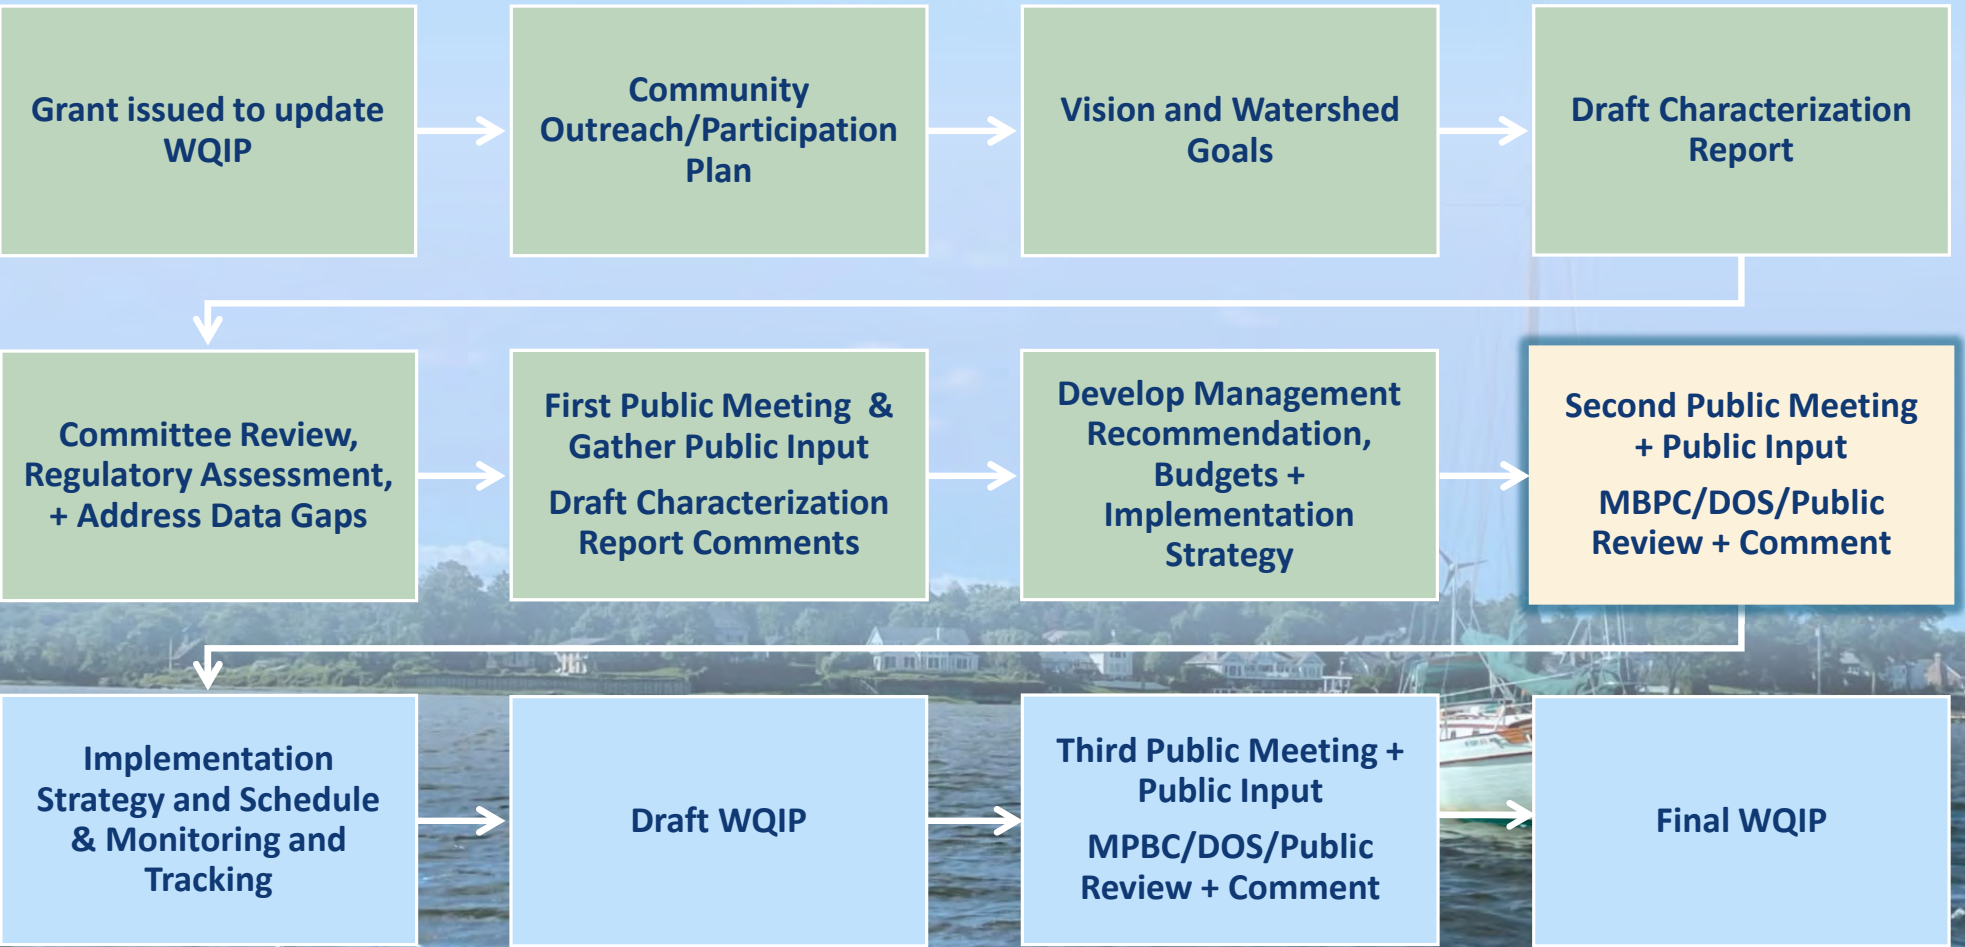 Grant issued to update
WQIP
Community
Outreach/Participation
Plan
Vision and Watershed
Goals
Draft Characterization
Report
Committee Review,
Regulatory Assessment,
+ Address Data Gaps
First Public Meeting &
Gather Public Input
Draft Characterization
Report Comments
Develop Management
Recommendation,
Budgets +
Implementation
Strategy
Second Public Meeting
+ Public Input
MBPC/DOS/Public
Review + Comment
Implementation
Strategy and Schedule
& Monitoring and
Tracking
Draft WQIP
Third Public Meeting +
Public Input
MPBC/DOS/Public
Review + Comment
Final WQIP